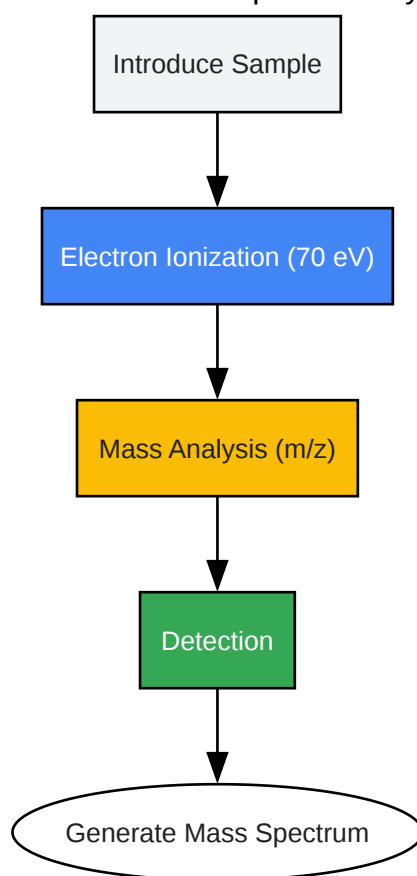 Introduce Sample
Electron Ionization (70 eV)
Mass Analysis (m/z)
Detection
Generate Mass Spectrum